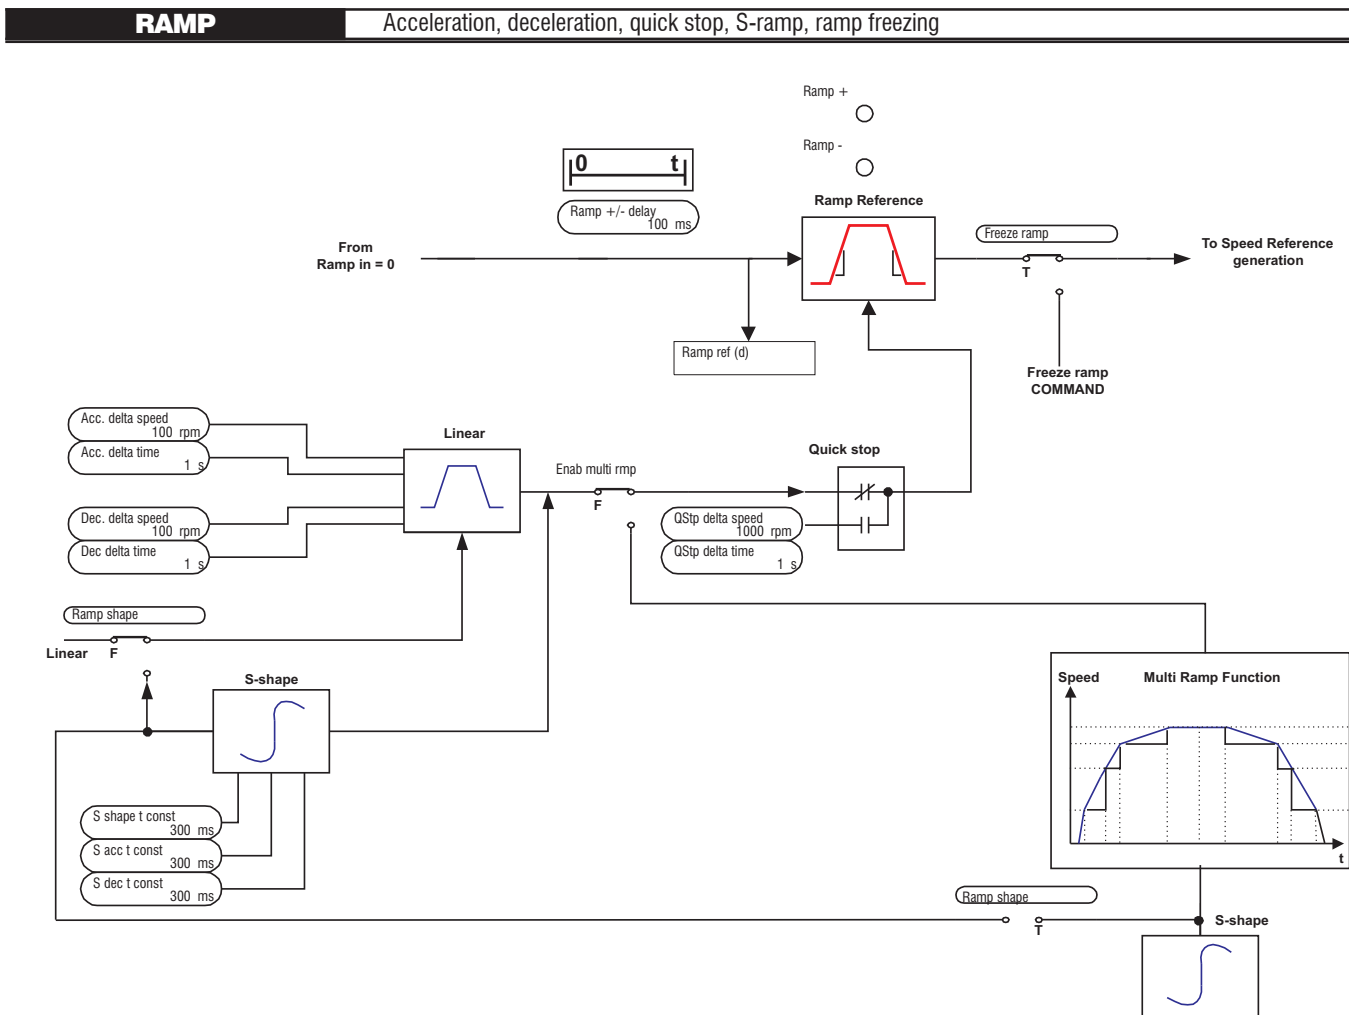 RAMP
Acceleration, deceleration, quick stop, S-ramp, ramp freezing
Ramp +
Ramp -
0 t
Ramp +/- delay
100 ms
Ramp Reference
Freeze ramp
From
Ramp in = 0
T
To Speed Reference
generation
Ramp ref (d)
Freeze ramp
COMMAND
Acc. delta speed
100 rpm
Acc. delta time
1 s
Linear
Quick stop
Enab multi rmp
F
Dec. delta speed
100 rpm
Dec delta time
1 s
QStp delta speed
1000 rpm
QStp delta time
1 s
Ramp shape
Linear F
S-shape
Speed
Multi Ramp Function
t
S shape t const
300 ms
S acc t const
300 ms
S dec t const
300 ms
Ramp shape
T
S-shape